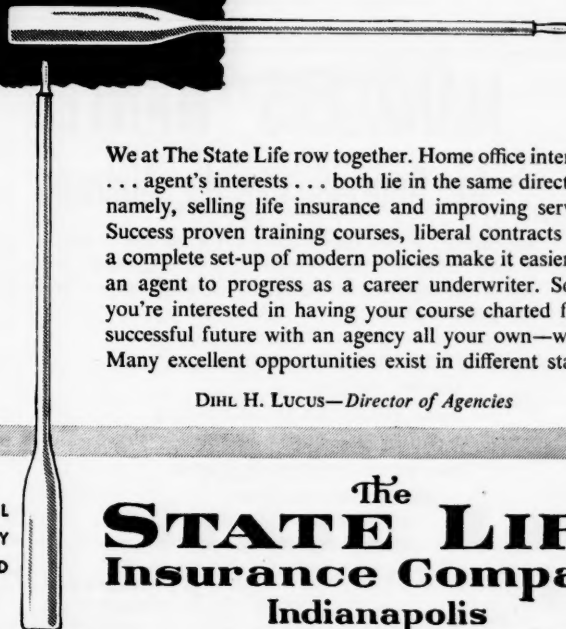 We at The State Life row together. Home office inter
. . . agent's interests . . . both lie in the same direct
namely, selling life insurance and improving serv
Success proven training courses, liberal contracts
a complete set-up of modern policies make it easier
an agent to progress as a career underwriter. So
you're interested in having your course charted f
successful future with an agency all your own—w
Many excellent opportunities exist in different sta
DIHL H. LUCUS—Director of Agencies
L
Y
D
The
STATE LIF
Insurance Compa
Indianapolis